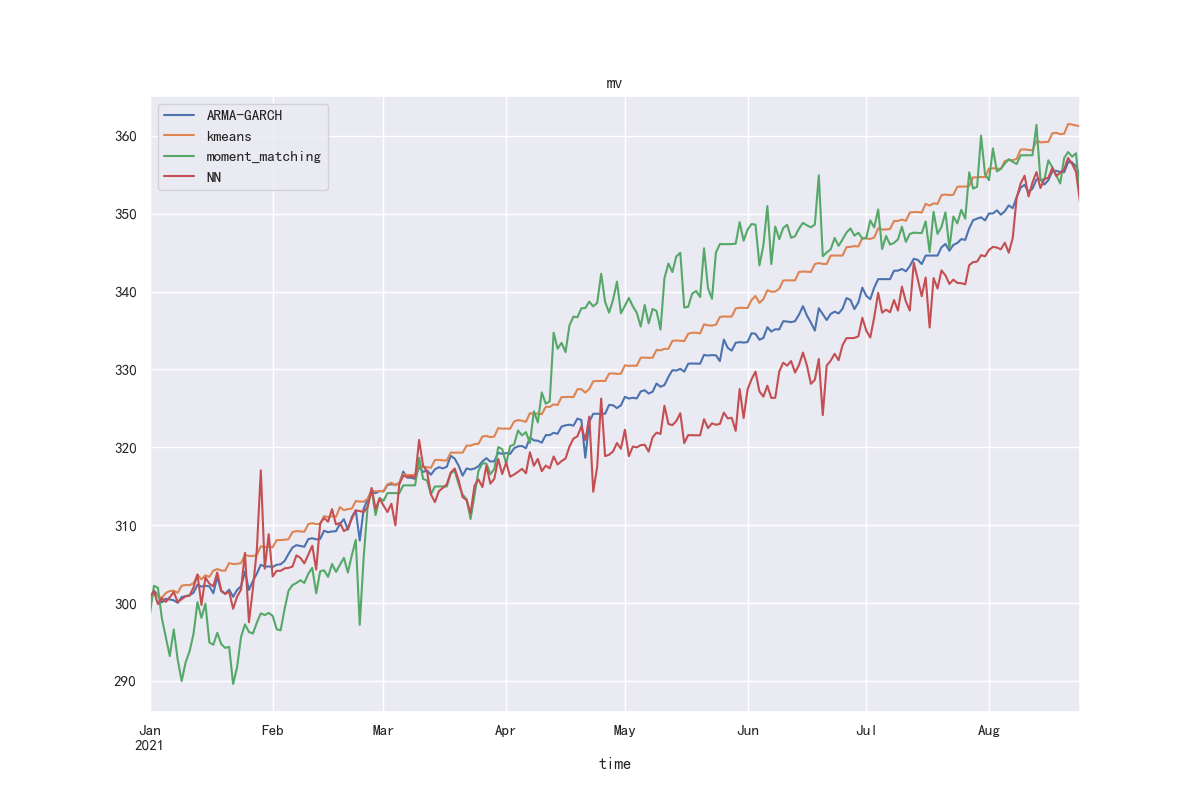 mv
ARMA-GARCH
kmeans
moment_matching
NN
360
350
340
330
320
310
300
290
Jan Feb Mar Apr May Jun Jul Aug
2021
time